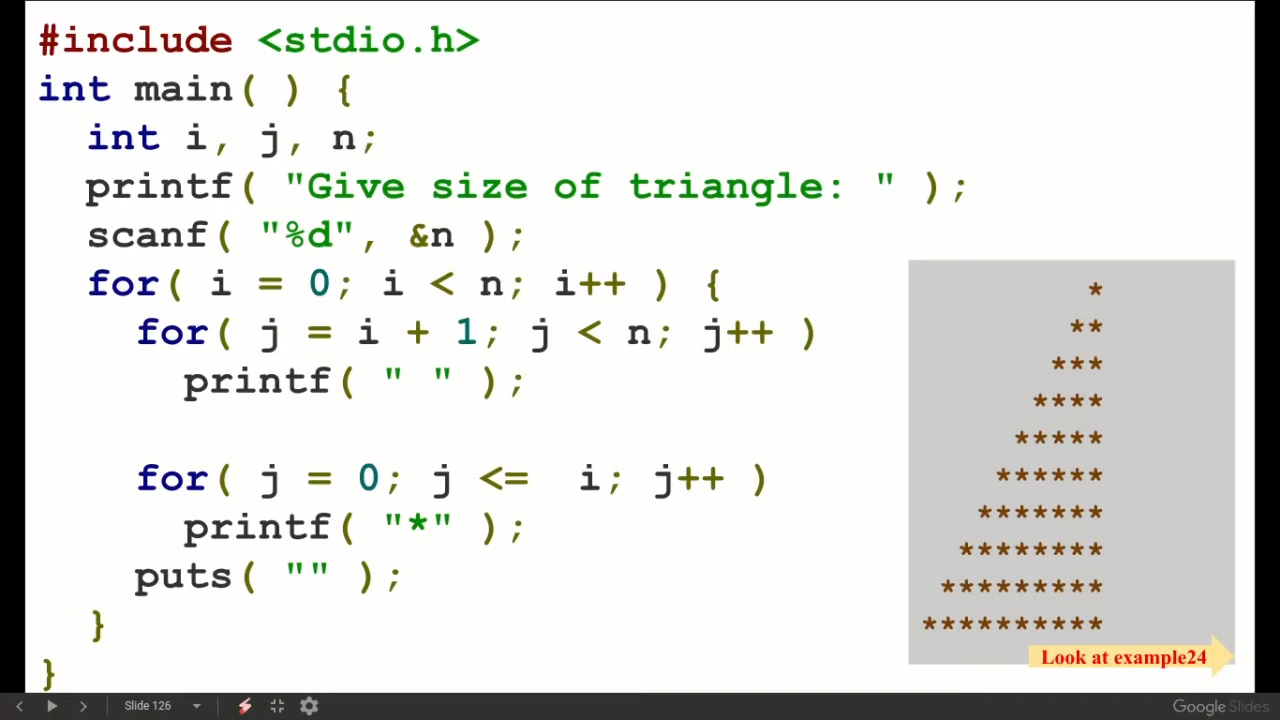 #include <stdio.h>
int main( ) {
  int i, j, n;
  printf( "Give size of triangle: " );
  scanf( "%d", &n );
  for( i = 0; i < n; i++ ) {
    for( j = i + 1; j < n; j++ )
      printf( " " );

    for( j = 0; j <=  i; j++ )
      printf( "*" );
    puts( "" );
  }
}
         *
        **
       ***
      ****
     *****
    ******
   *******
  ********
 *********
**********
Look at example24
Slide 126
Google Slides